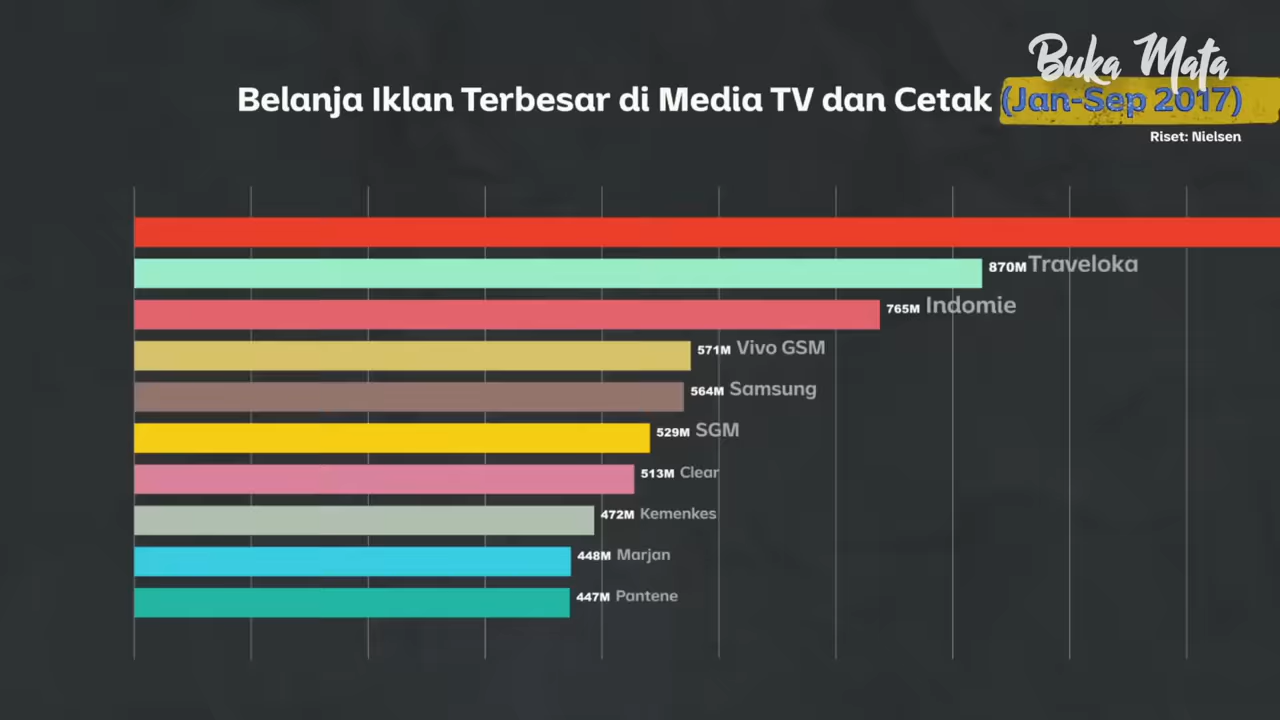 Buka Mata
Belanja Iklan Terbesar di Media TV dan Cetak (Jan-Sep 2017)
Riset: Nielsen
870M Traveloka
765M Indomie
571M Vivo GSM
564M Samsung
529M SGM
513M Clear
472M Kemenkes
448M Marjan
447M Pantene